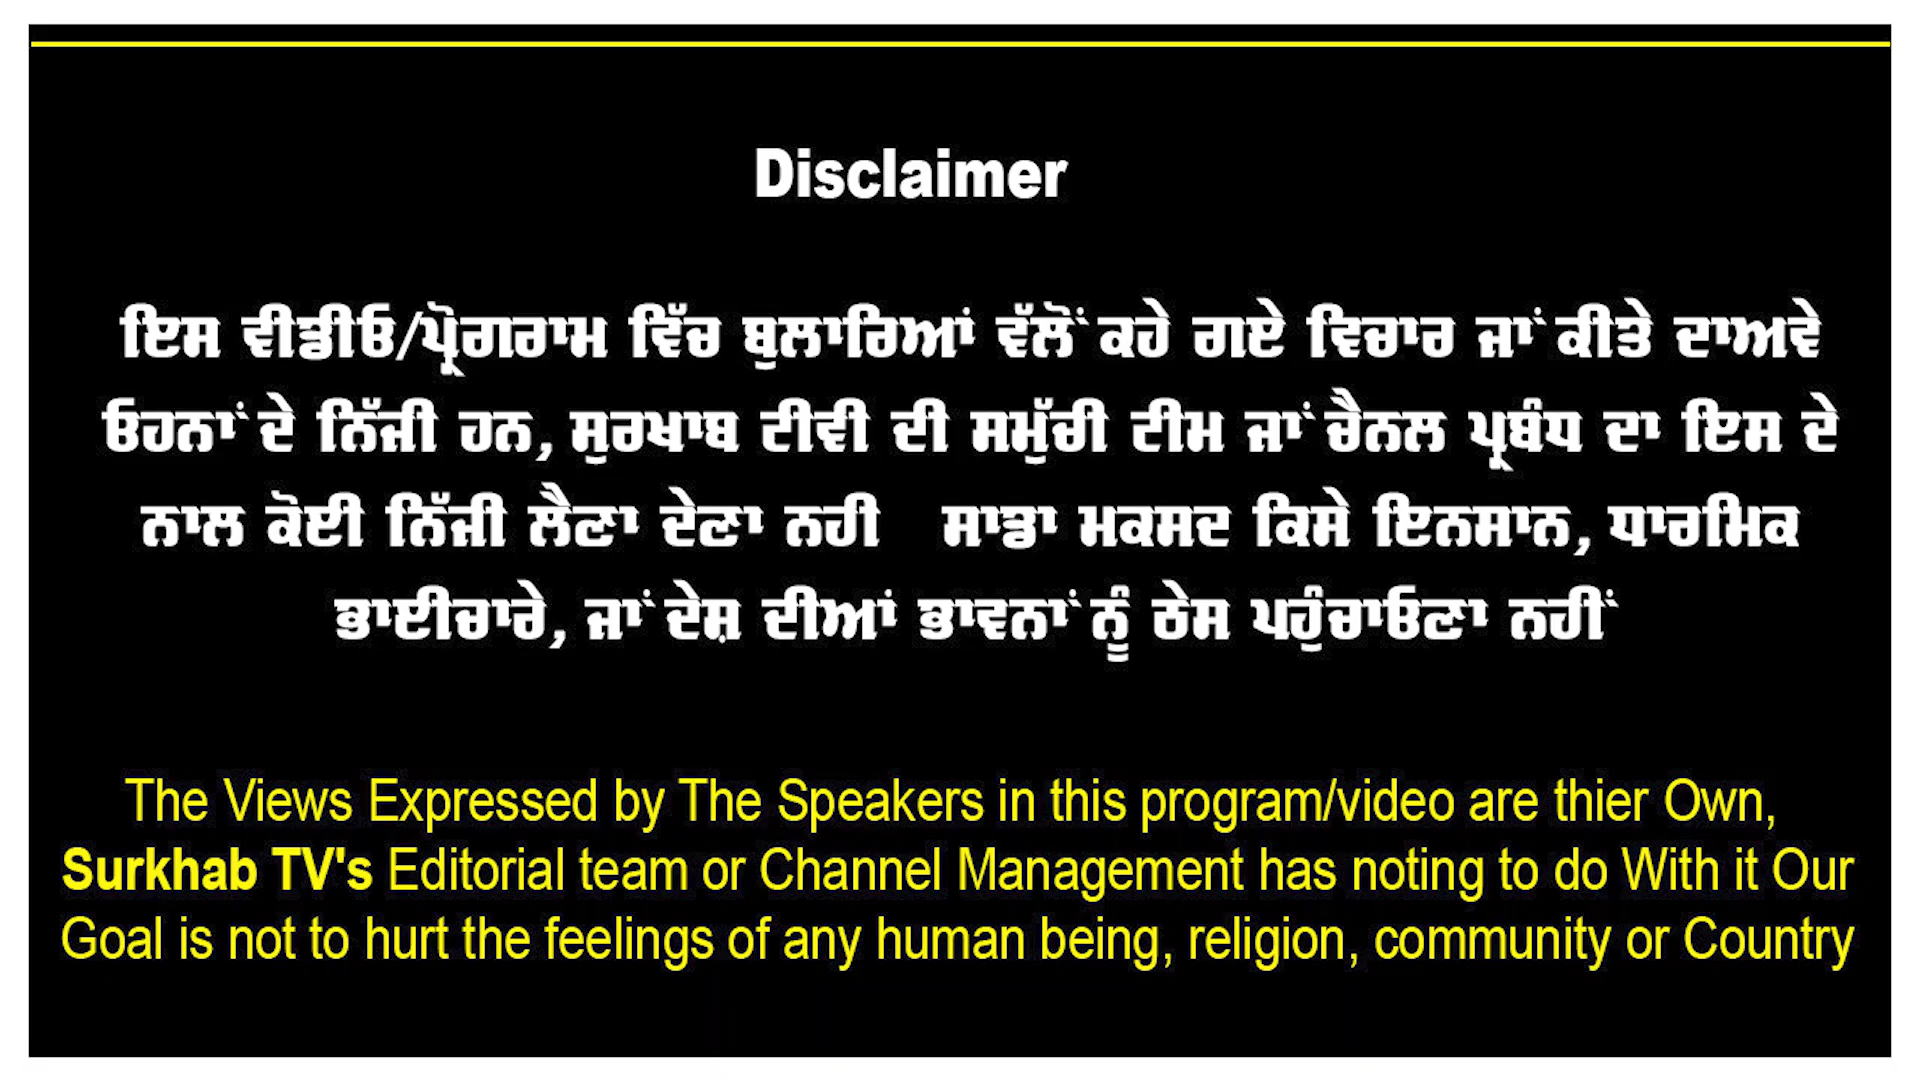 Disclaimer
ਇਸ ਵੀਡੀਓ/ਪ੍ਰੋਗਰਾਮ ਵਿੱਚ ਬੁਲਾਰਿਆਂ ਵੱਲੋਂ ਕਹੇ ਗਏ ਵਿਚਾਰ ਜਾਂ ਕੀਤੇ ਦਾਅਵੇ
ਓਹਨਾਂ ਦੇ ਨਿੱਜੀ ਹਨ, ਸੁਰਖਾਬ ਟੀਵੀ ਦੀ ਸਮੁੱਚੀ ਟੀਮ ਜਾਂ ਚੈਨਲ ਪ੍ਰਬੰਧ ਦਾ ਇਸ ਦੇ
ਨਾਲ ਕੋਈ ਨਿੱਜੀ ਲੈਣਾ ਦੇਣਾ ਨਹੀ ਸਾਡਾ ਮਕਸਦ ਕਿਸੇ ਇਨਸਾਨ, ਧਾਰਮਿਕ
ਭਾਈਚਾਰੇ, ਜਾਂ ਦੇਸ਼ ਦੀਆਂ ਭਾਵਨਾਂ ਨੂੰ ਠੇਸ ਪਹੁੰਚਾਓਣਾ ਨਹੀਂ
The Views Expressed by The Speakers in this program/video are thier Own,
Surkhab TV's Editorial team or Channel Management has noting to do With it Our
Goal is not to hurt the feelings of any human being, religion, community or Country